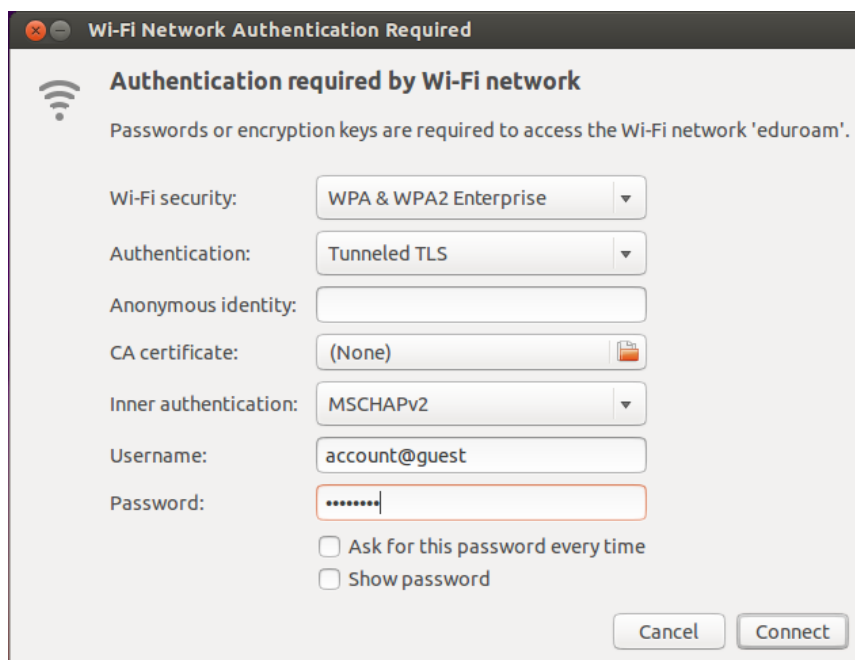 Wi-Fi Network Authentication Required
Authentication required by Wi-Fi network
Passwords or encryption keys are required to access the Wi-Fi network 'eduroam'.
Wi-Fi security: WPA & WPA2 Enterprise
Authentication: Tunneled TLS
Anonymous identity:
CA certificate: (None)
Inner authentication: MSCHAPv2
Username: account@guest
Password: ••••••••
Ask for this password every time
Show password
Cancel Connect